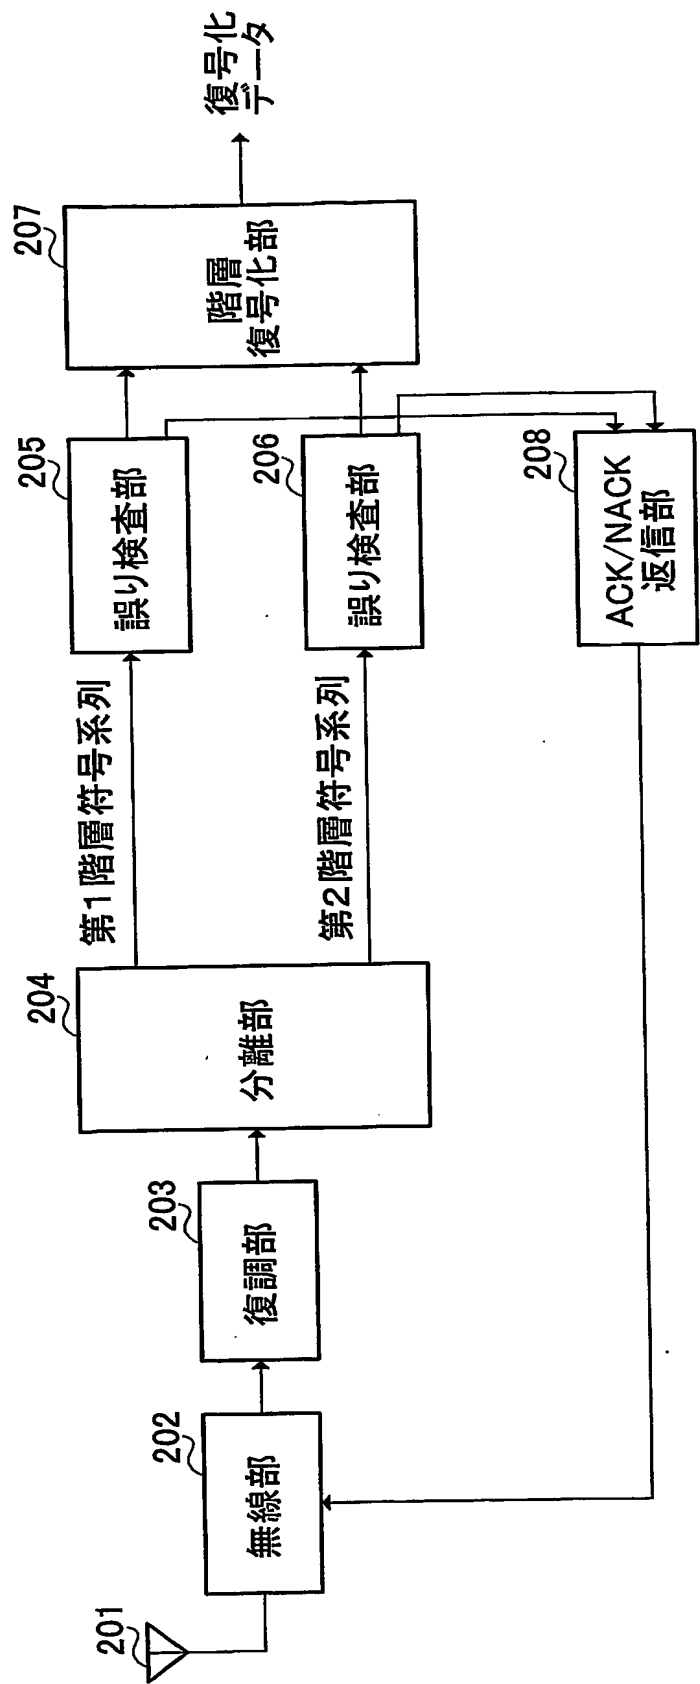 201
202
無線部
203
復調部
204
分離部
第1階層符号系列
第2階層符号系列
205
誤り検査部
206
誤り検査部
207
階層
復号化部
復号化
データ
208
ACK/NACK
返信部